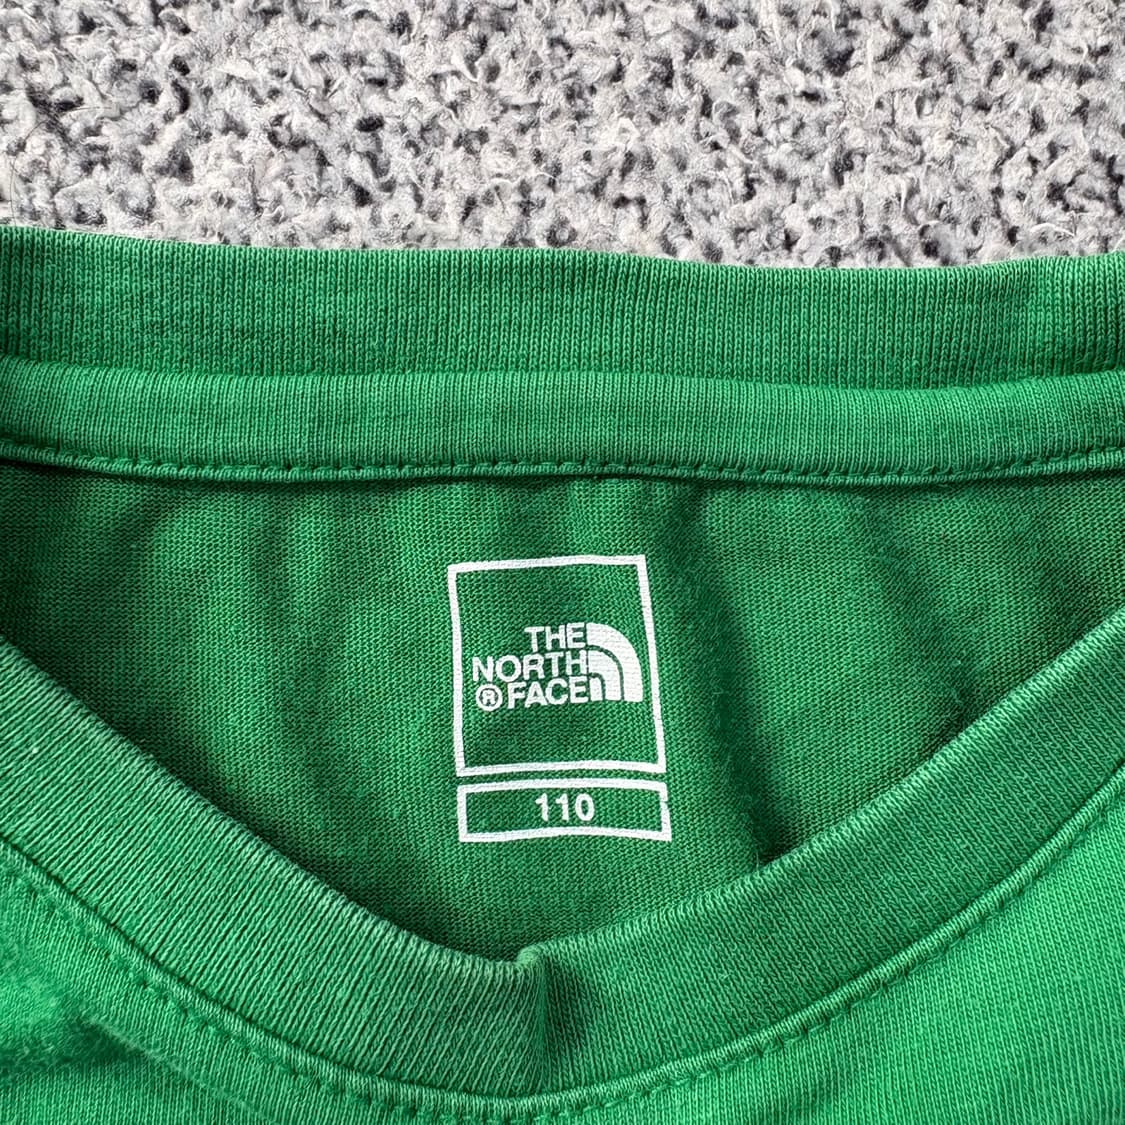 THE
NORTH
® FACE
110